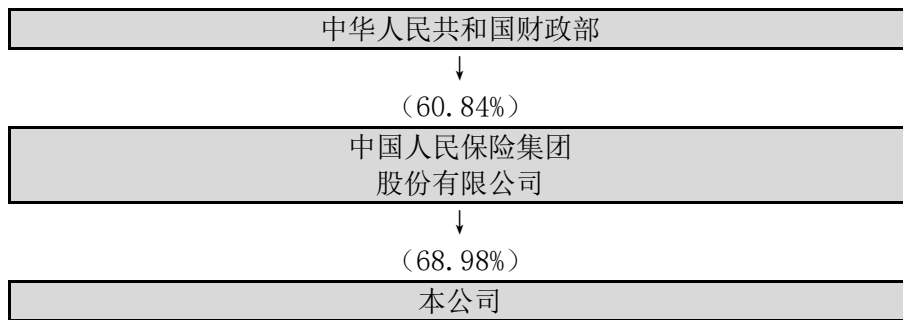 中华人民共和国财政部
↓
（60.84%）
中国人民保险集团
股份有限公司
↓
（68.98%）
本公司